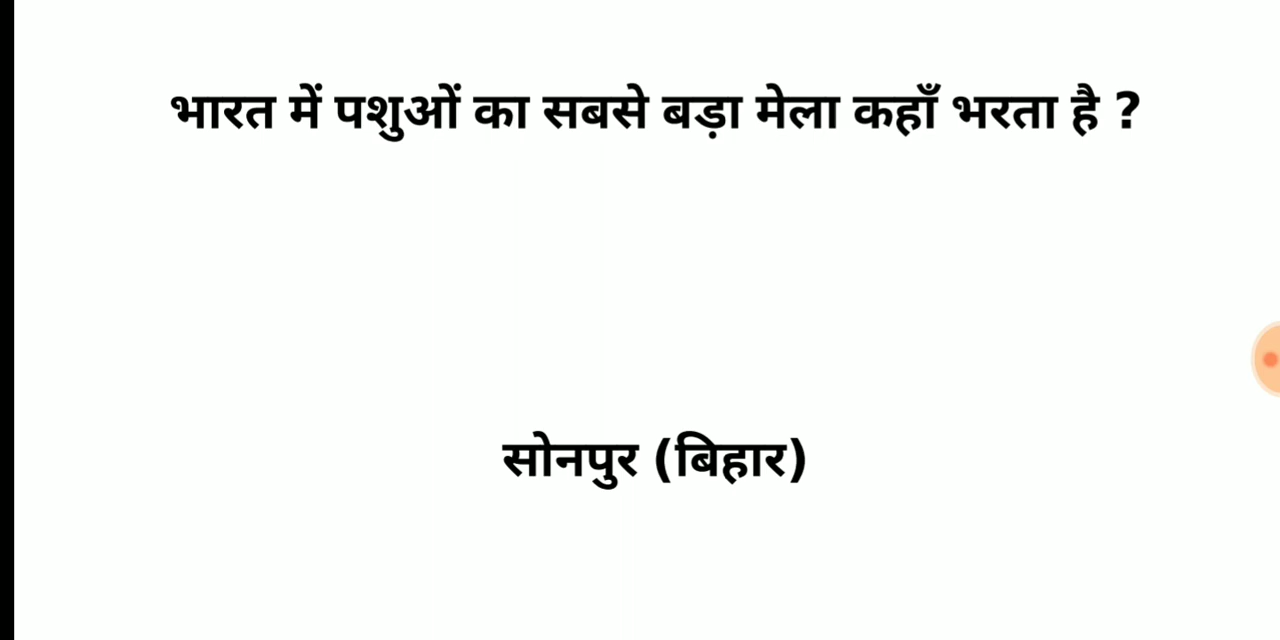 भारत में पशुओं का सबसे बड़ा मेला कहाँ भरता है ?
सोनपुर (बिहार)